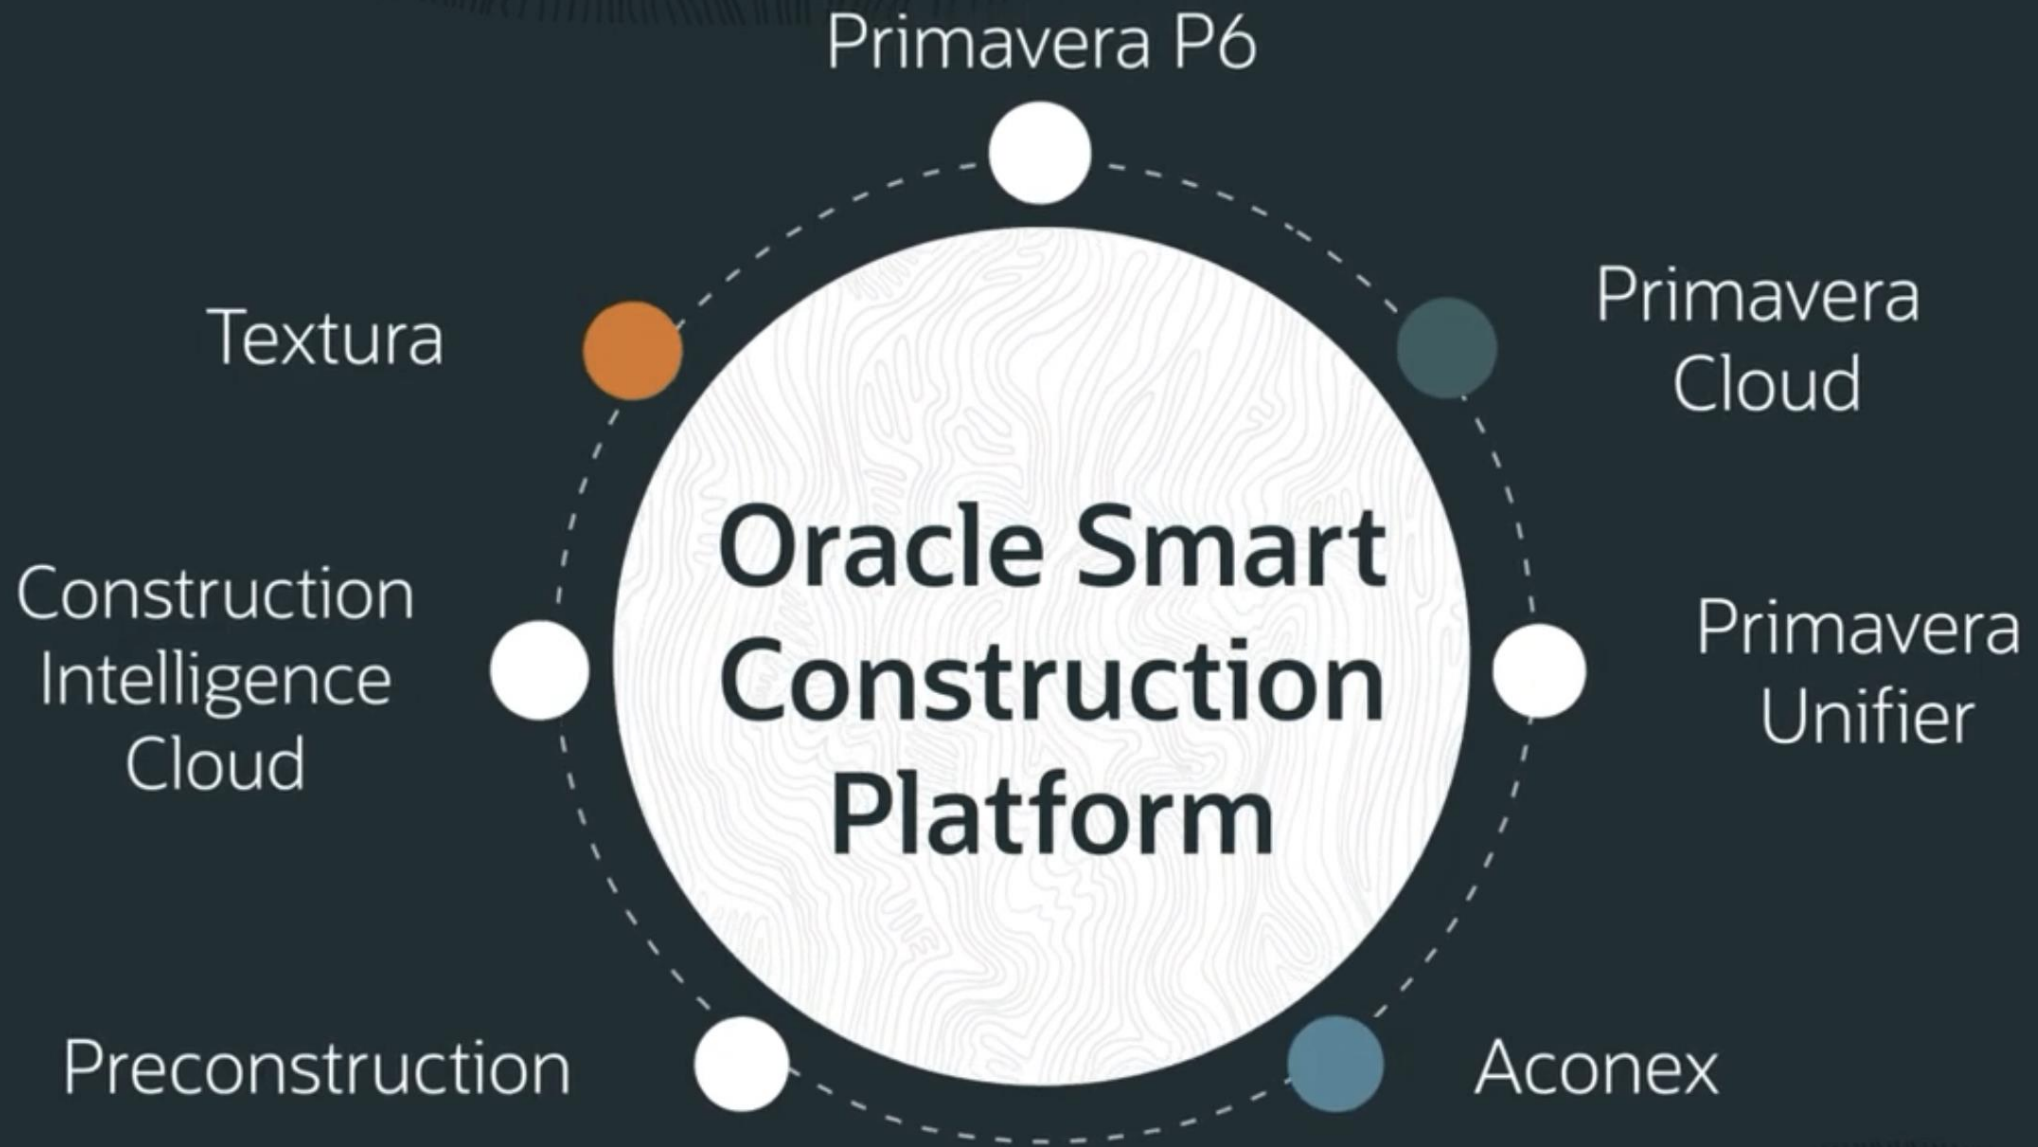 Primavera P6
Textura
Primavera
Cloud
Construction
Intelligence
Cloud
Oracle Smart
Construction
Platform
Primavera
Unifier
Preconstruction
Aconex